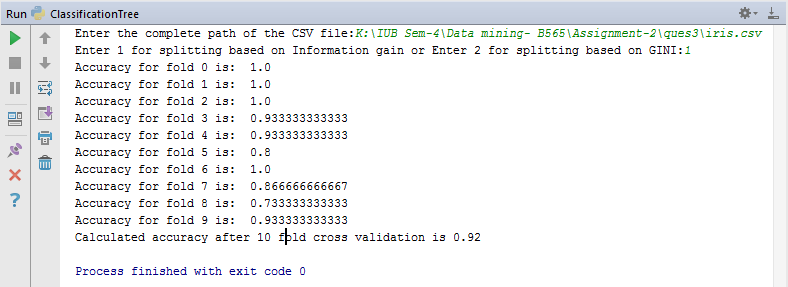 Run ClassificationTree
Enter the complete path of the CSV file:K:\IUB Sem-4\Data mining- B565\Assignment-2\ques3\iris.csv
Enter 1 for splitting based on Information gain or Enter 2 for splitting based on GINI:1
Accuracy for fold 0 is:  1.0
Accuracy for fold 1 is:  1.0
Accuracy for fold 2 is:  1.0
Accuracy for fold 3 is:  0.933333333333
Accuracy for fold 4 is:  0.933333333333
Accuracy for fold 5 is:  0.8
Accuracy for fold 6 is:  1.0
Accuracy for fold 7 is:  0.866666666667
Accuracy for fold 8 is:  0.733333333333
Accuracy for fold 9 is:  0.933333333333
Calculated accuracy after 10 fold cross validation is 0.92
Process finished with exit code 0